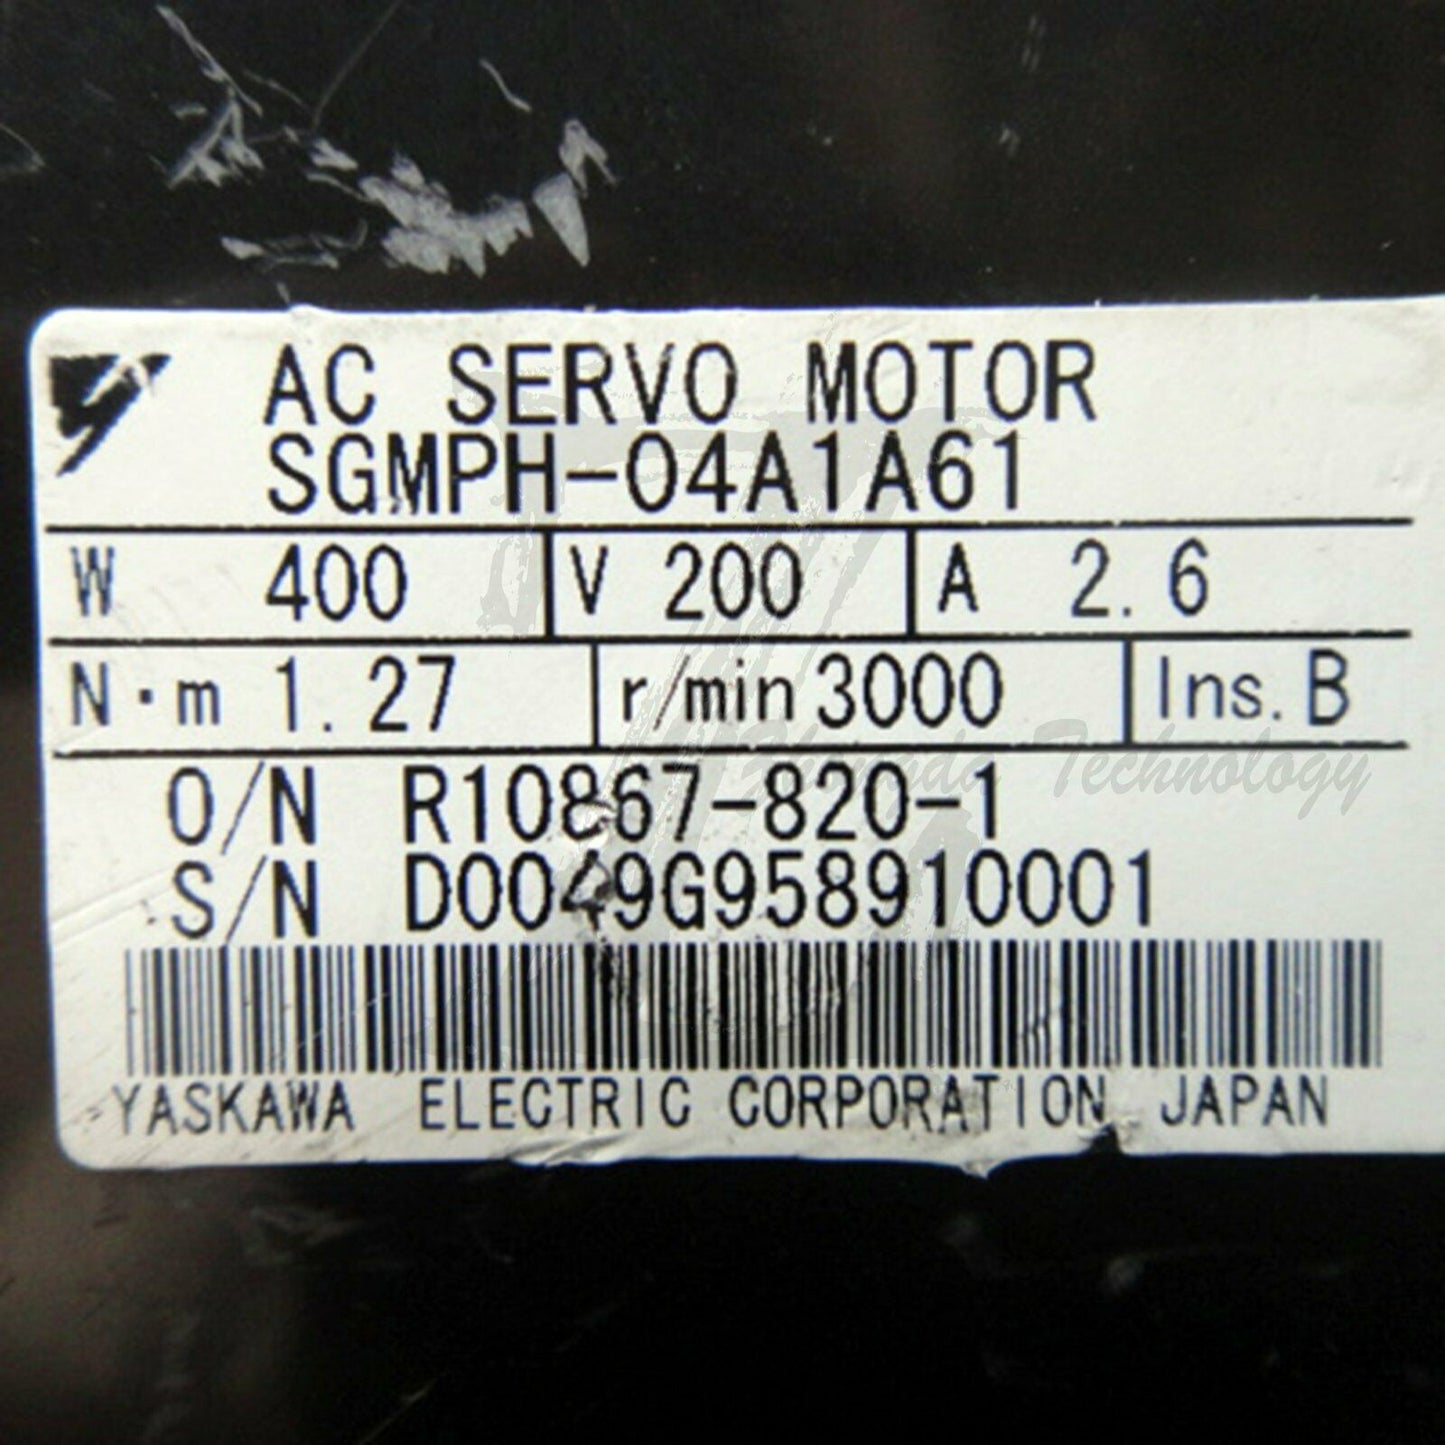 AC SERVO MOTOR
SGMPH-04A1A61
W 400 V 200 A 2.6
N·m 1.27 r/min 3000 Ins. B
O/N R10867-820-1
S/N D0049G958910001
YASKAWA ELECTRIC CORPORATION JAPAN
Technology